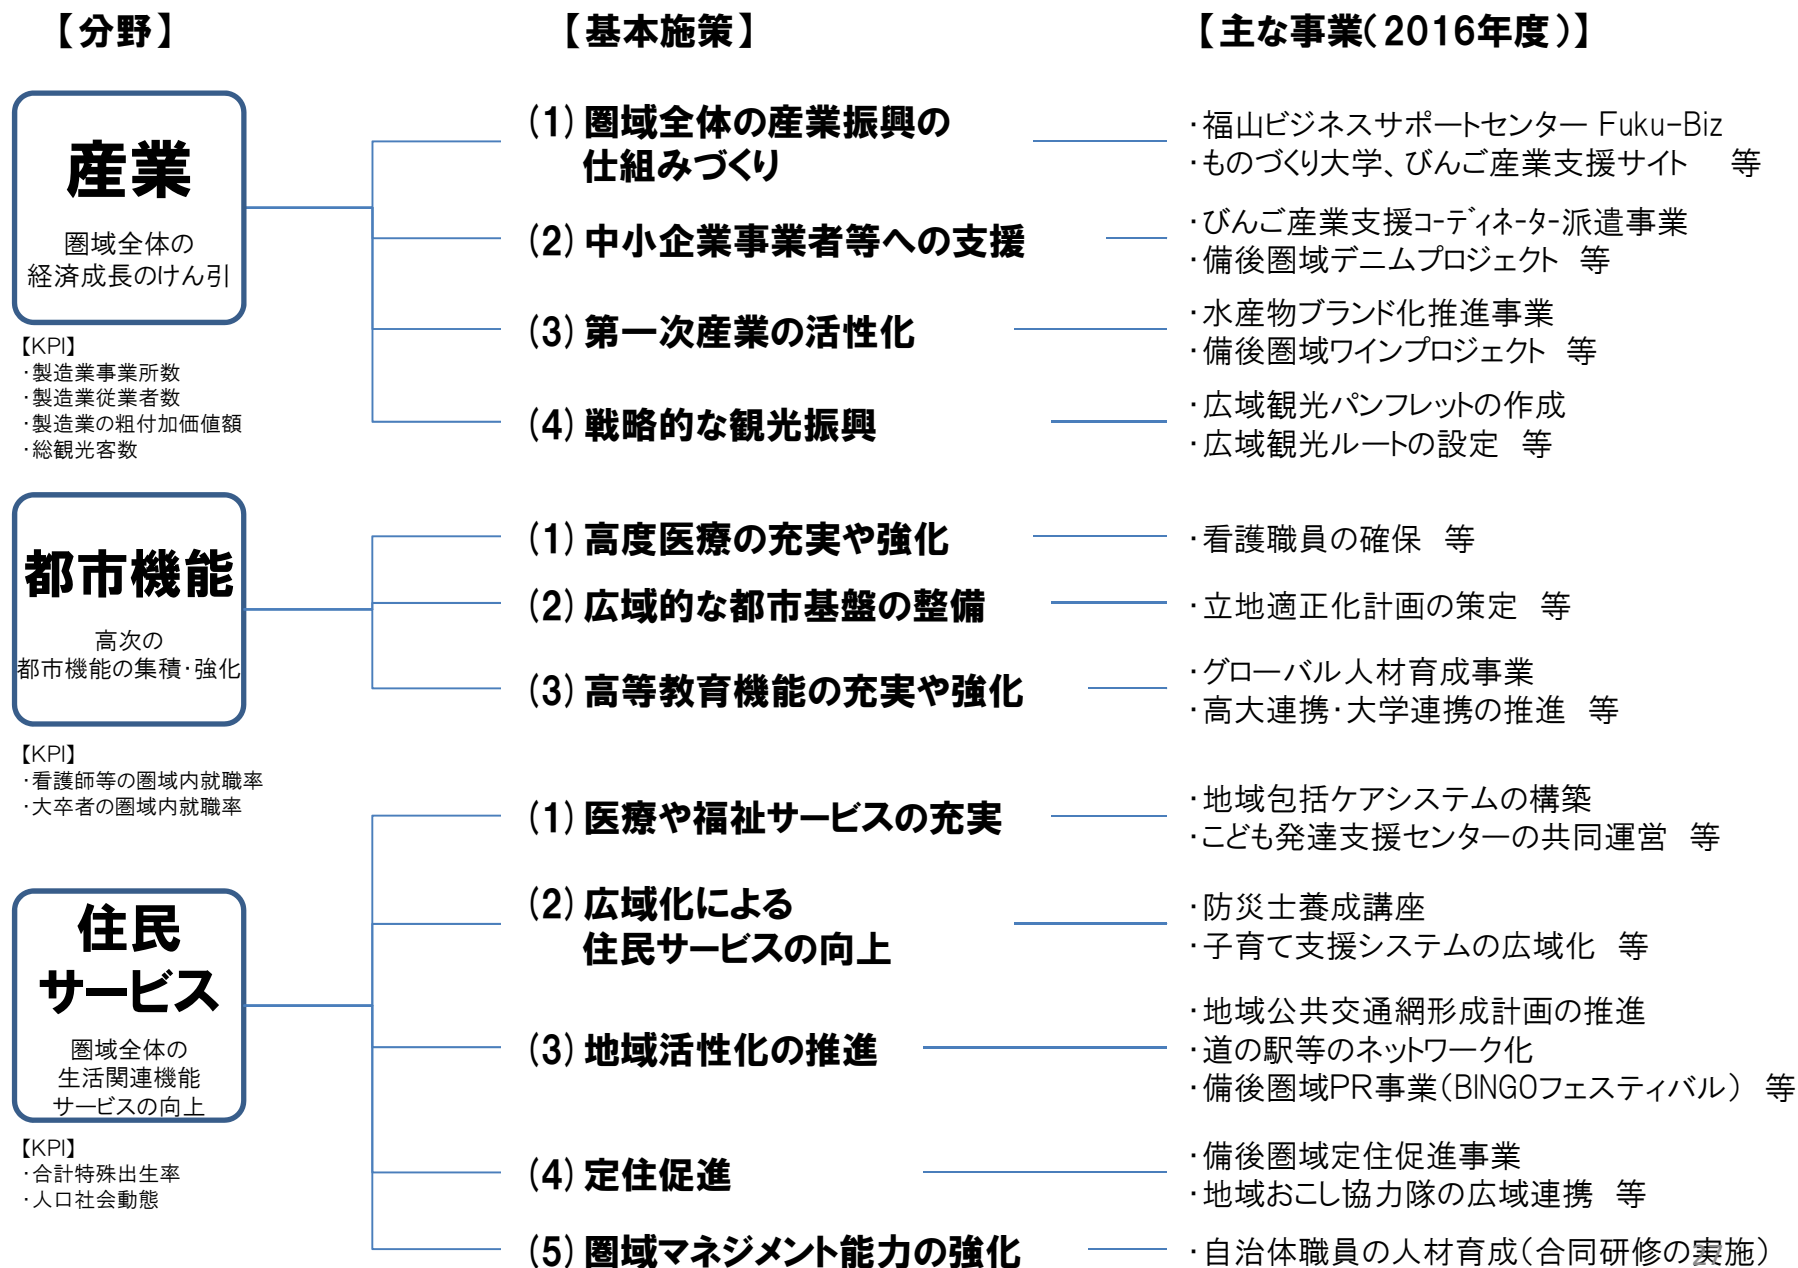 【分野】
【基本施策】
【主な事業(2016年度)】
産業
圏域全体の
経済成長のけん引
【KPI】
・製造業事業所数
・製造業従業者数
・製造業の粗付加価値額
・総観光客数
(1) 圏域全体の産業振興の
仕組みづくり
・福山ビジネスサポートセンター Fuku-Biz
・ものづくり大学、びんご産業支援サイト 等
(2) 中小企業事業者等への支援
・びんご産業支援ｺｰﾃﾞｨﾈｰﾀｰ派遣事業
・備後圏域デニムプロジェクト 等
(3) 第一次産業の活性化
・水産物ブランド化推進事業
・備後圏域ワインプロジェクト 等
(4) 戦略的な観光振興
・広域観光パンフレットの作成
・広域観光ルートの設定 等
都市機能
高次の
都市機能の集積・強化
【KPI】
・看護師等の圏域内就職率
・大卒者の圏域内就職率
(1) 高度医療の充実や強化
・看護職員の確保 等
(2) 広域的な都市基盤の整備
・立地適正化計画の策定 等
(3) 高等教育機能の充実や強化
・グローバル人材育成事業
・高大連携・大学連携の推進 等
住民
サービス
圏域全体の
生活関連機能
サービスの向上
【KPI】
・合計特殊出生率
・人口社会動態
(1) 医療や福祉サービスの充実
・地域包括ケアシステムの構築
・こども発達支援センターの共同運営 等
(2) 広域化による
住民サービスの向上
・防災士養成講座
・子育て支援システムの広域化 等
(3) 地域活性化の推進
・地域公共交通網形成計画の推進
・道の駅等のネットワーク化
・備後圏域PR事業(BINGOフェスティバル) 等
(4) 定住促進
・備後圏域定住促進事業
・地域おこし協力隊の広域連携 等
(5) 圏域マネジメント能力の強化
・自治体職員の人材育成(合同研修の実施)
27